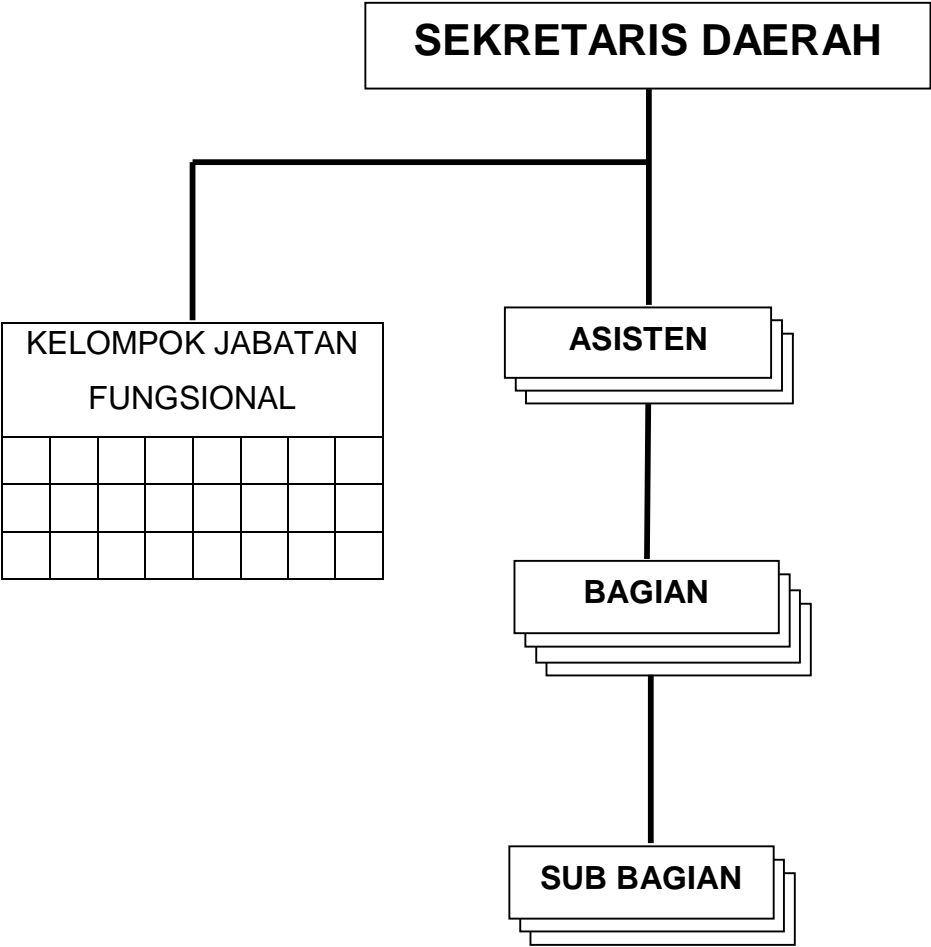 SEKRETARIS DAERAH
KELOMPOK JABATAN
FUNGSIONAL
ASISTEN
BAGIAN
SUB BAGIAN